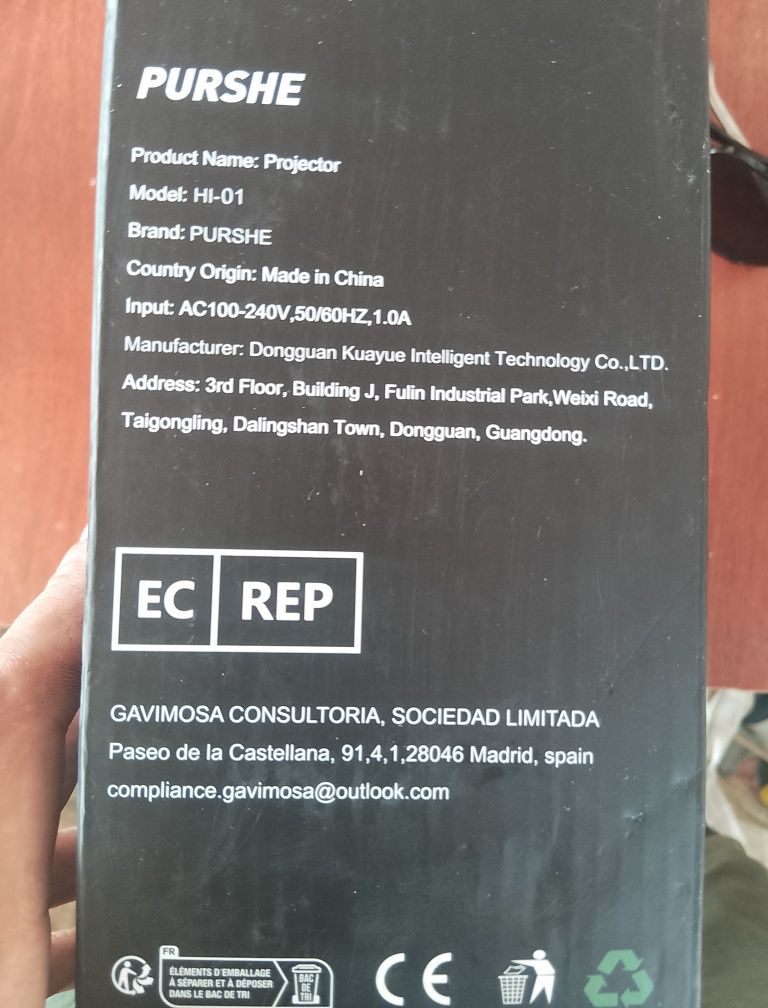 PURSHE
Product Name: Projector
Model: HI-01
Brand: PURSHE
Country Origin: Made in China
Input: AC100-240V,50/60HZ,1.0A
Manufacturer: Dongguan Kuayue Intelligent Technology Co.,LTD.
Address: 3rd Floor, Building J, Fulin Industrial Park,Weixi Road,
Taigongling, Dalingshan Town, Dongguan, Guangdong.
EC REP
GAVIMOSA CONSULTORIA, SOCIEDAD LIMITADA
Paseo de la Castellana, 91,4,1,28046 Madrid, spain
compliance.gavimosa@outlook.com
FR
ÉLÉMENTS D'EMBALLAGE
À SÉPARER ET À DÉPOSER
DANS LE BAC DE TRI
BAC
DE
TRI
CE